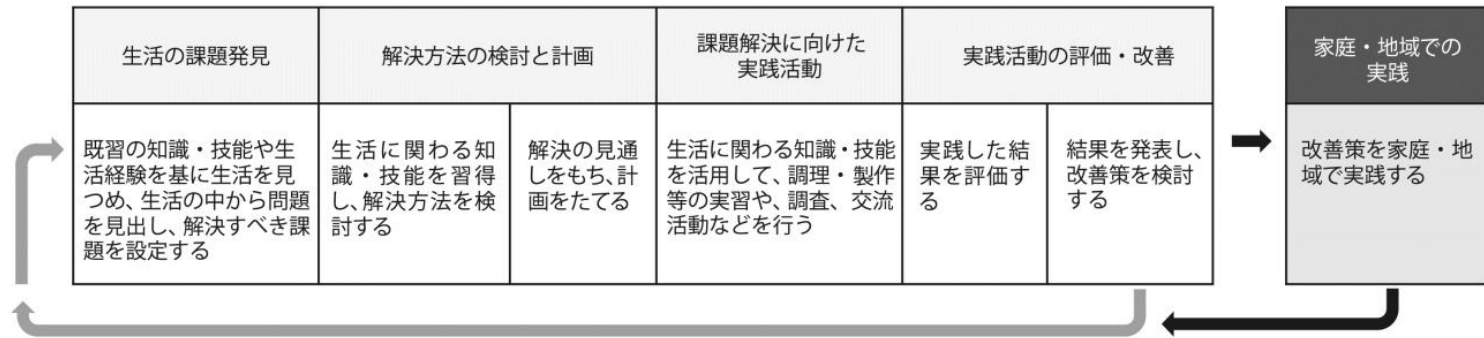 生活の課題発見
解決方法の検討と計画
課題解決に向けた
実践活動
実践活動の評価・改善
家庭・地域での
実践
既習の知識・技能や生
活経験を基に生活を見
つめ、生活の中から問題
を見出し、解決すべき課
題を設定する
生活に関わる知
識・技能を習得
し、解決方法を検
討する
解決の見通
しをもち、計
画をたてる
生活に関わる知識・技能
を活用して、調理・製作
等の実習や、調査、交流
活動などを行う
実践した結
果を評価す
る
結果を発表し、
改善策を検討
する
改善策を家庭・地
域で実践する